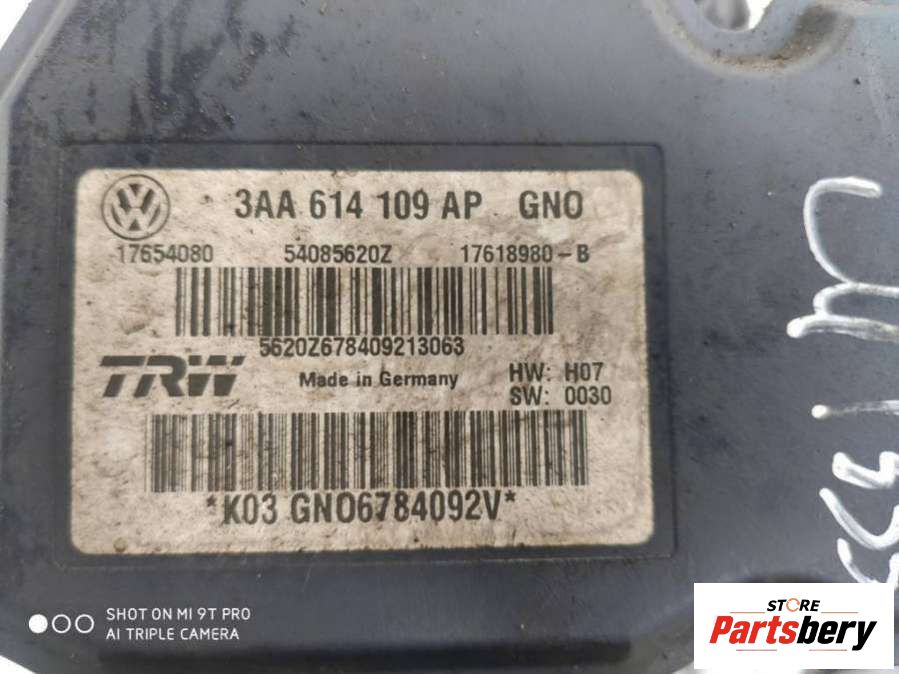 3AA 614 109 AP GNO
17654080 54085620Z 17618980-B
5620Z678409213063
TRW Made in Germany HW: H07
SW: 0030
*K03 GNO6784092V*
SHOT ON MI 9T PRO
AI TRIPLE CAMERA
STORE
Partsbery